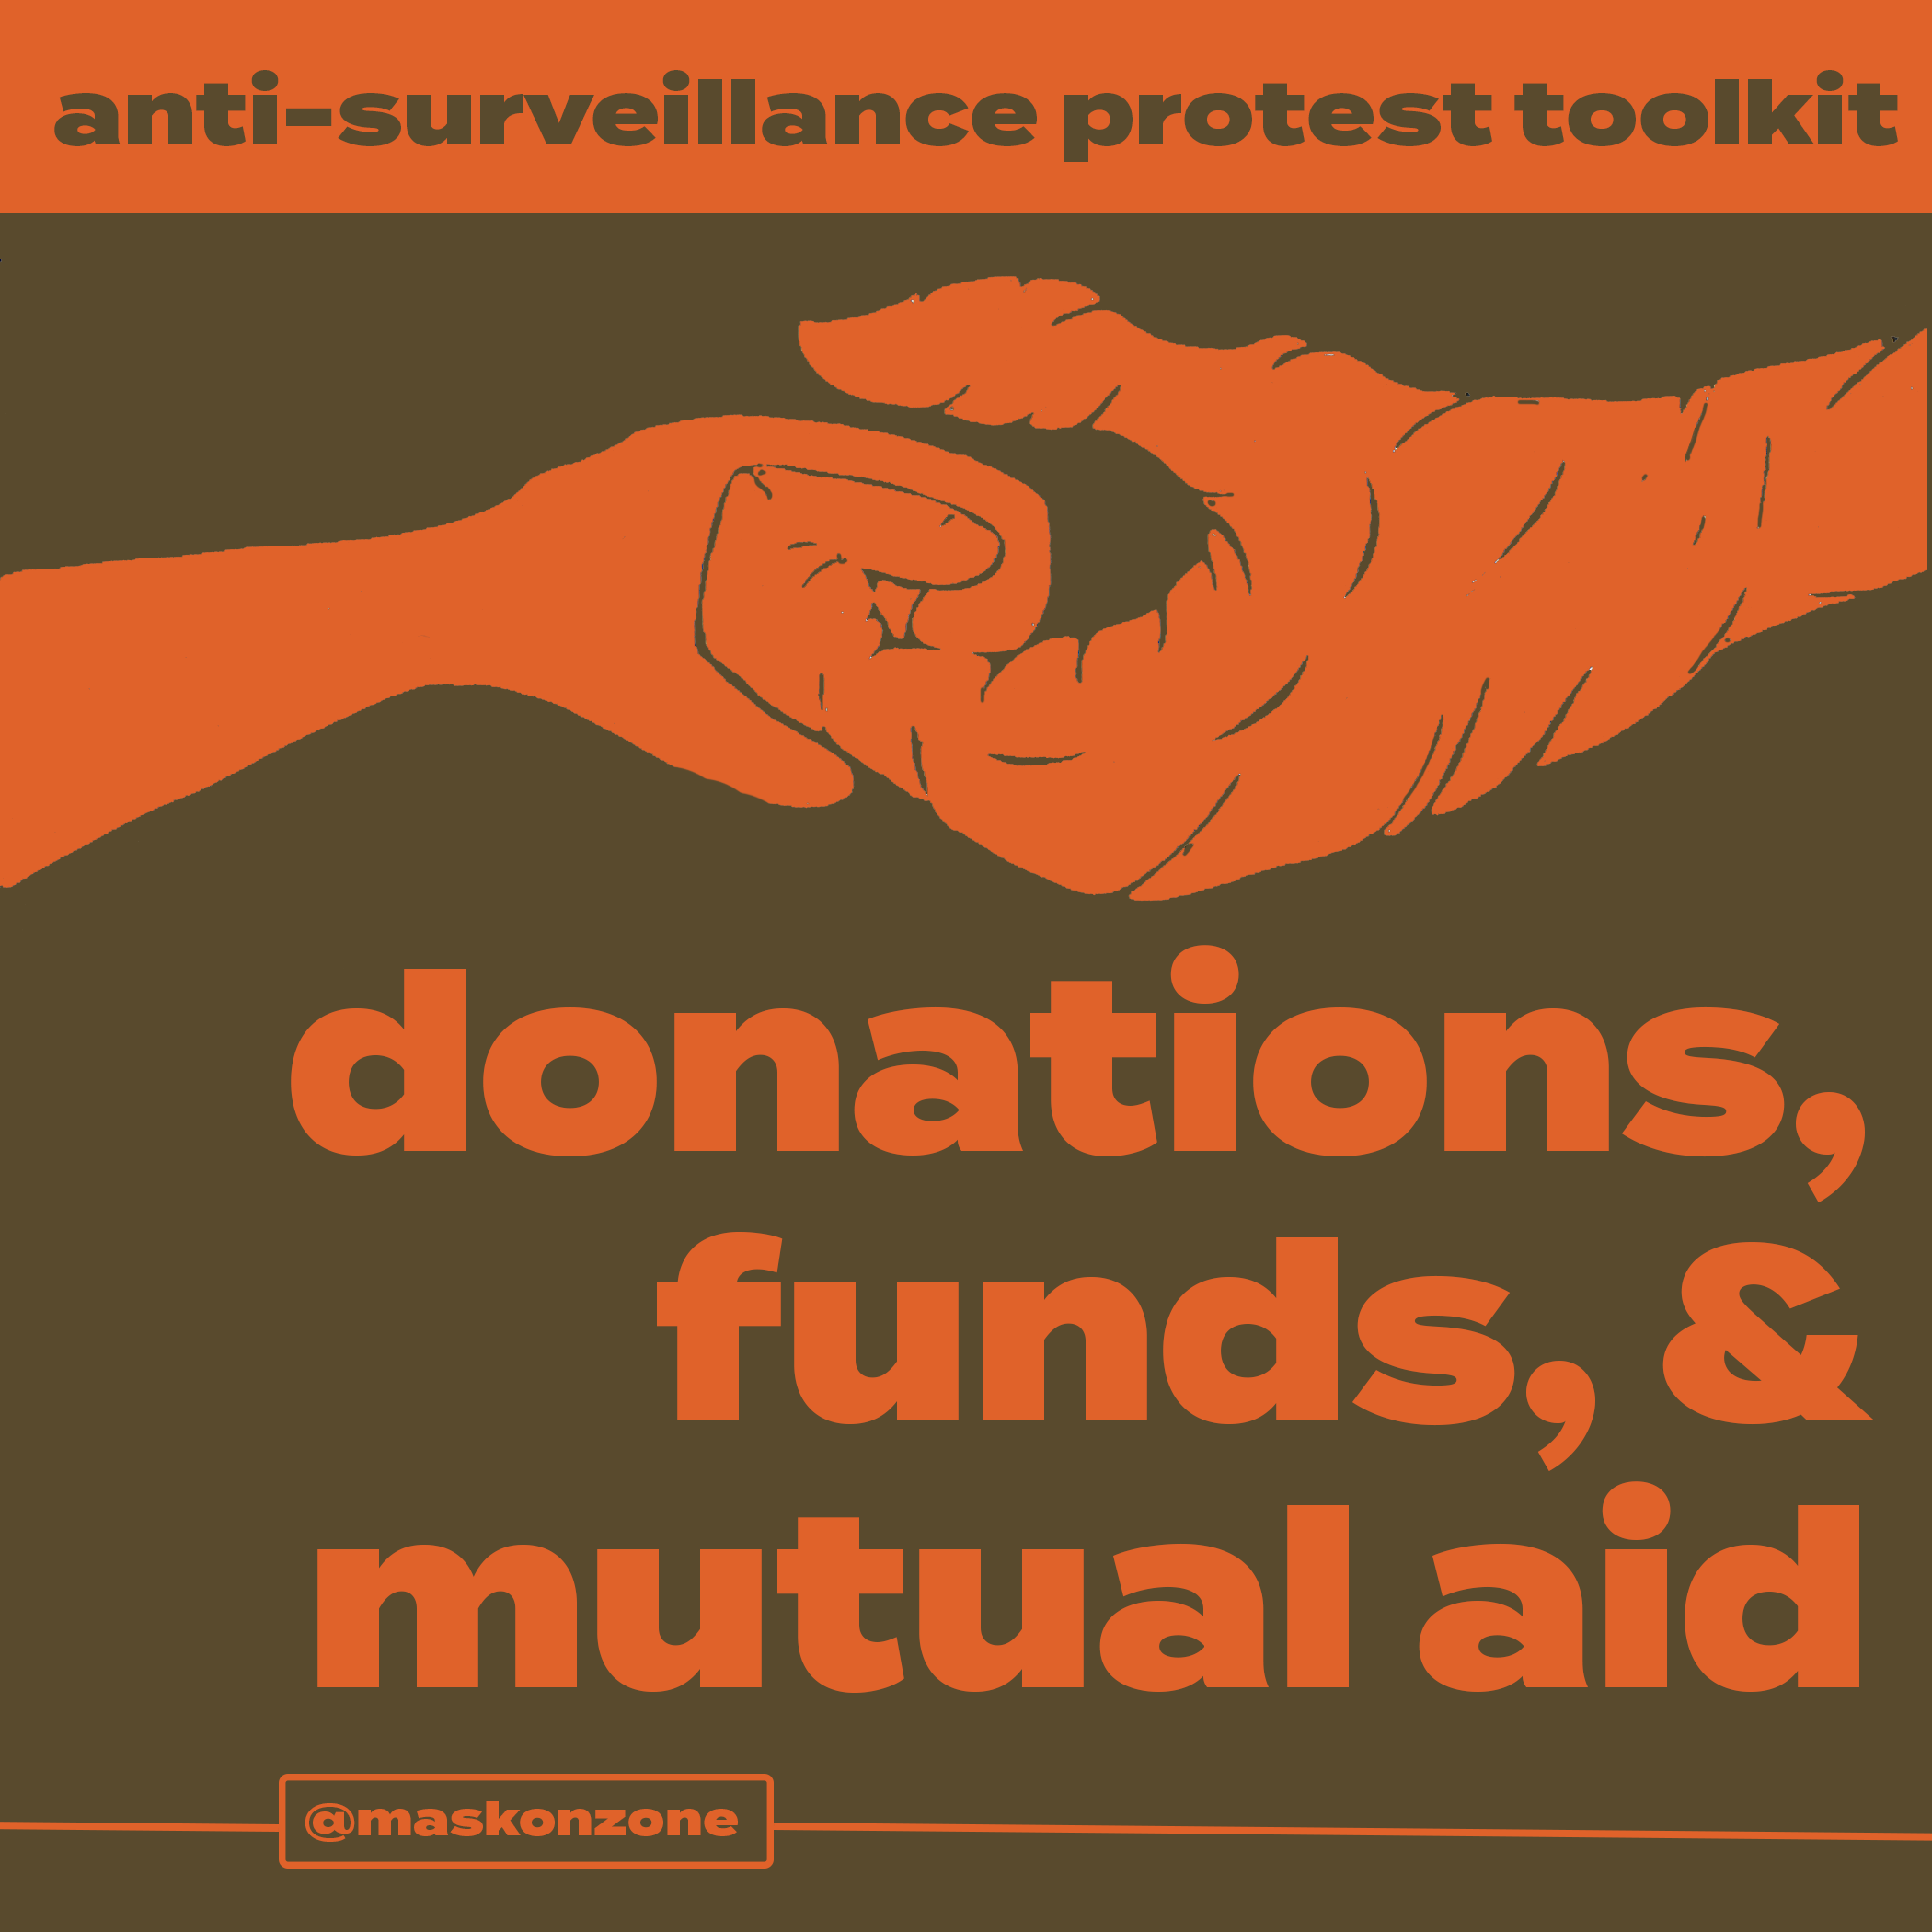 anti-surveillance protest toolkit
donations,
funds, &
mutual aid
@maskonzone